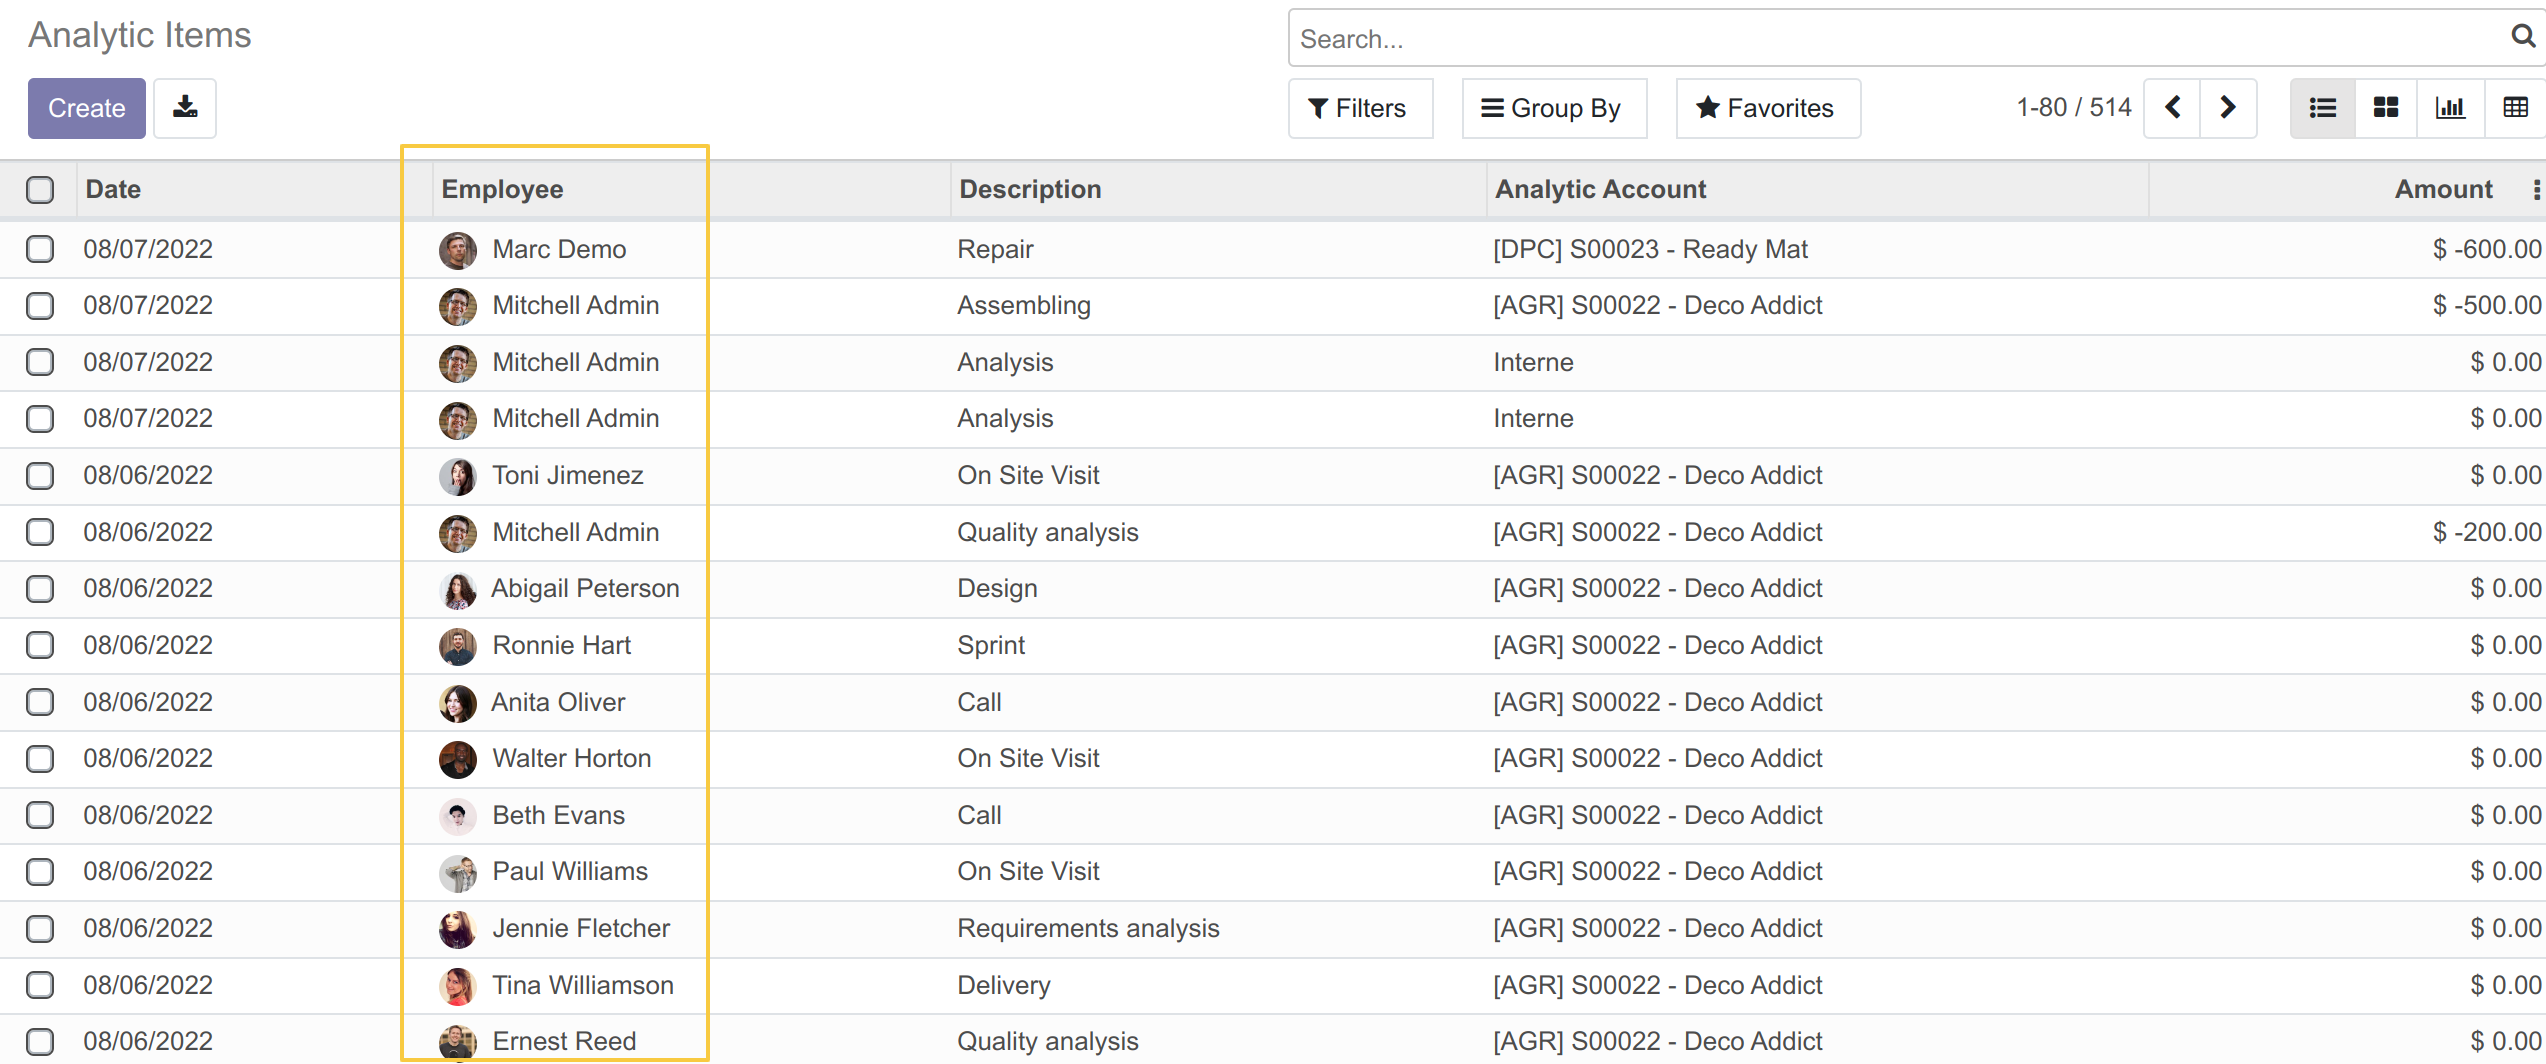 Analytic Items
Search...
Create
Filters
Group By
Favorites
1-80 / 514
Date Employee Description Analytic Account Amount
08/07/2022 Marc Demo Repair [DPC] S00023 - Ready Mat $ -600.00
08/07/2022 Mitchell Admin Assembling [AGR] S00022 - Deco Addict $ -500.00
08/07/2022 Mitchell Admin Analysis Interne $ 0.00
08/07/2022 Mitchell Admin Analysis Interne $ 0.00
08/06/2022 Toni Jimenez On Site Visit [AGR] S00022 - Deco Addict $ 0.00
08/06/2022 Mitchell Admin Quality analysis [AGR] S00022 - Deco Addict $ -200.00
08/06/2022 Abigail Peterson Design [AGR] S00022 - Deco Addict $ 0.00
08/06/2022 Ronnie Hart Sprint [AGR] S00022 - Deco Addict $ 0.00
08/06/2022 Anita Oliver Call [AGR] S00022 - Deco Addict $ 0.00
08/06/2022 Walter Horton On Site Visit [AGR] S00022 - Deco Addict $ 0.00
08/06/2022 Beth Evans Call [AGR] S00022 - Deco Addict $ 0.00
08/06/2022 Paul Williams On Site Visit [AGR] S00022 - Deco Addict $ 0.00
08/06/2022 Jennie Fletcher Requirements analysis [AGR] S00022 - Deco Addict $ 0.00
08/06/2022 Tina Williamson Delivery [AGR] S00022 - Deco Addict $ 0.00
08/06/2022 Ernest Reed Quality analysis [AGR] S00022 - Deco Addict $ 0.00